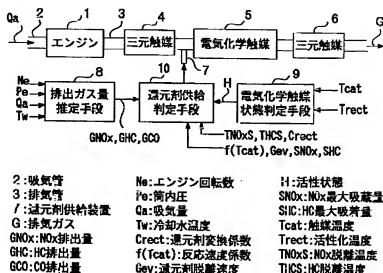 Qa
2
1
3
4
5
6
G
エンジン
三元触媒
電気化学触媒
三元触媒
7
8
10
H
9
Ne
Pe
Qa
Tw
排出ガス量
推定手段
還元剤供給
判定手段
電気化学触媒
状態判定手段
Tcat
Trect
GNOx,GHC,GCO
TNOxS,THCS,Crect
f(Tcat),Gev,SNOx,SHC
2:吸気管
3:排気管
7:還元剤供給装置
G:排気ガス
GNOx:NOx排出量
GHC:HC排出量
GCO:CO排出量
Ne:エンジン回転数
Pe:筒内圧
Qa:吸気量
Tw:冷却水温度
Crect:還元剤変換係数
f(Tcat):反応速度係数
Gev:還元剤脱離速度
H:活性状態
SNOx:NOx最大吸蔵量
SHC:HC最大吸着量
Tcat:触媒温度
Trect:活性化温度
TNOxS:NOx脱離温度
THCS:HC脱離温度